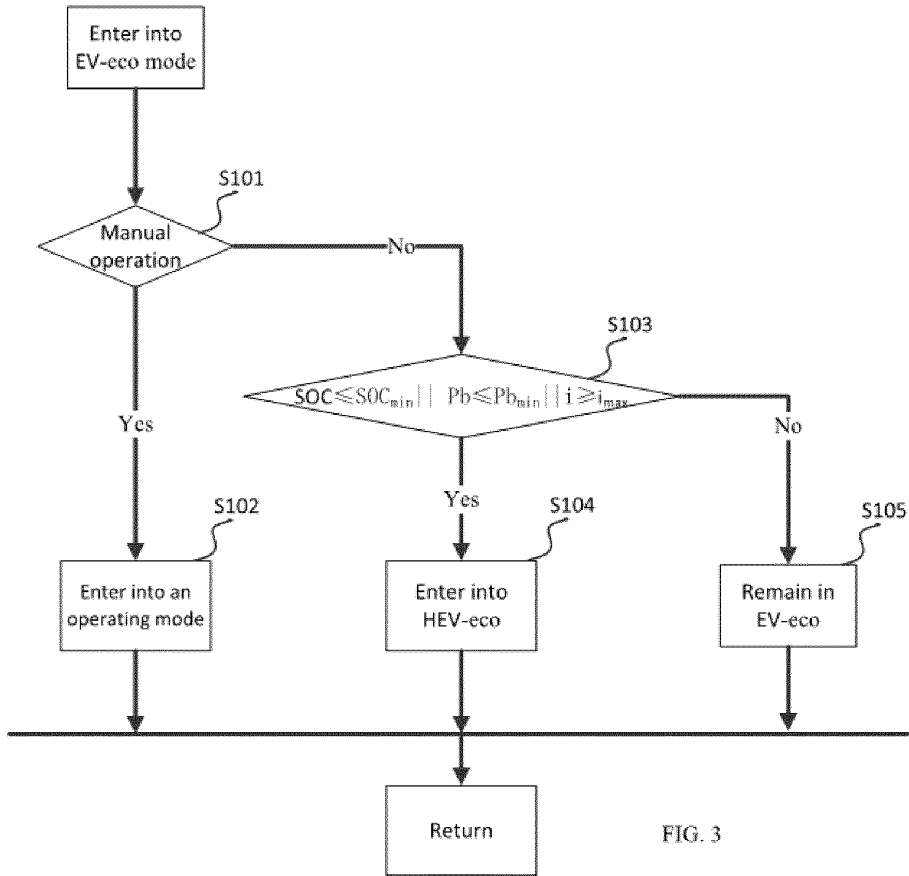 Enter into
EV-eco mode
S101
Manual
operation
No
S103
SOC≤SOCmin|| Pb≤Pbmin||i≥imax
Yes
No
Yes
S102
S104
S105
Enter into an
operating mode
Enter into
HEV-eco
Remain in
EV-eco
Return
FIG. 3